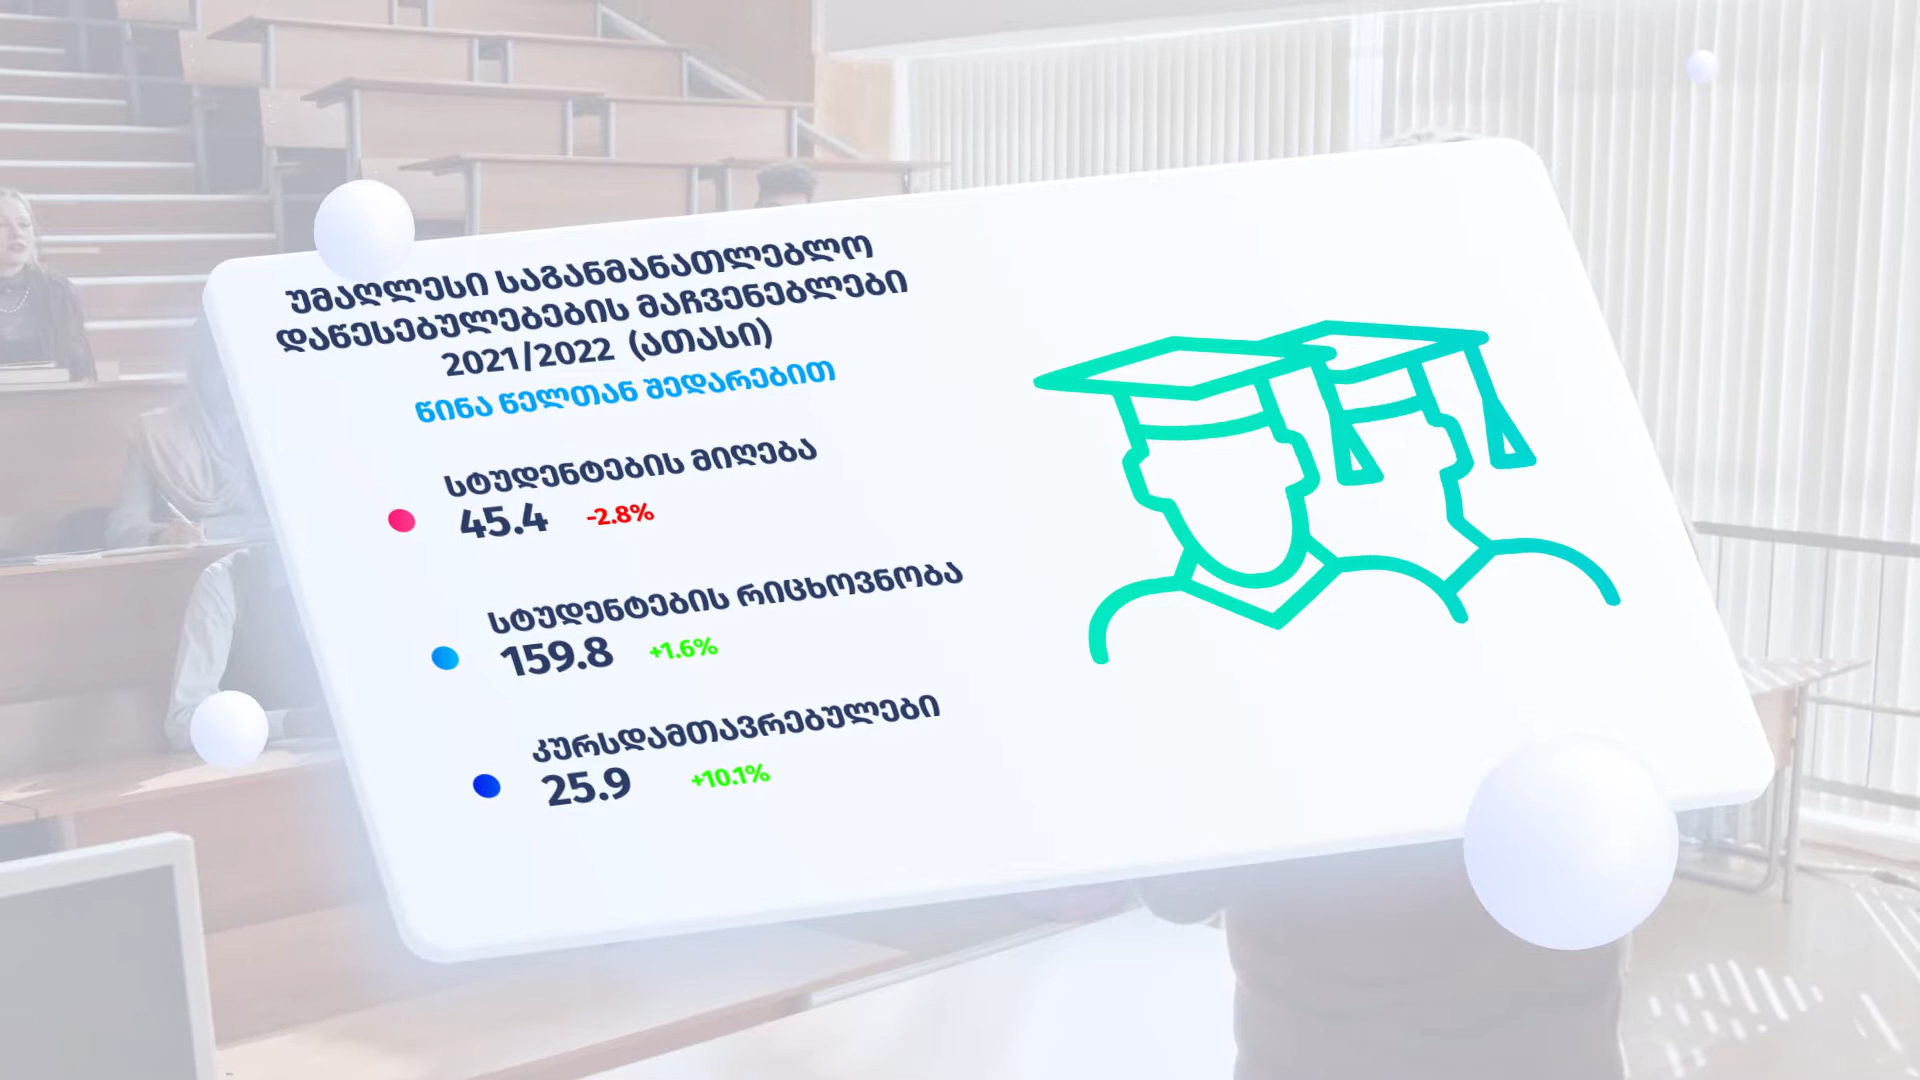 უმაღლესი საგანმანათლებლო
დაწესებულებების მაჩვენებლები
2021/2022 (ათასი)
წინა წელთან შედარებით
სტუდენტების მიღება
45.4 -2.8%
სტუდენტების რიცხოვნობა
159.8 +1.6%
კურსდამთავრებულები
25.9 +10.1%